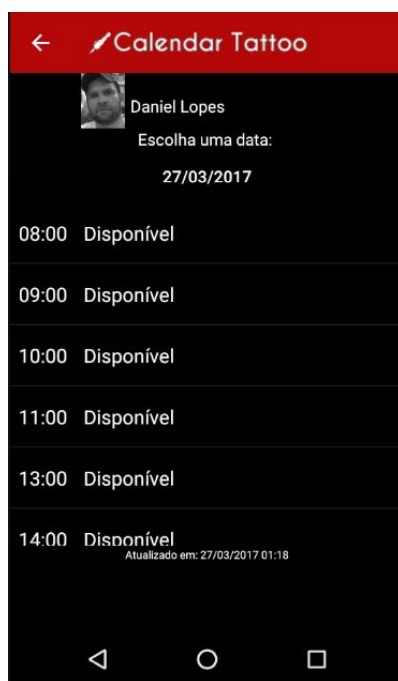 Calendar Tattoo
Daniel Lopes
Escolha uma data:
27/03/2017
08:00 Disponível
09:00 Disponível
10:00 Disponível
11:00 Disponível
13:00 Disponível
14:00 Disponível
Atualizado em: 27/03/2017 01:18